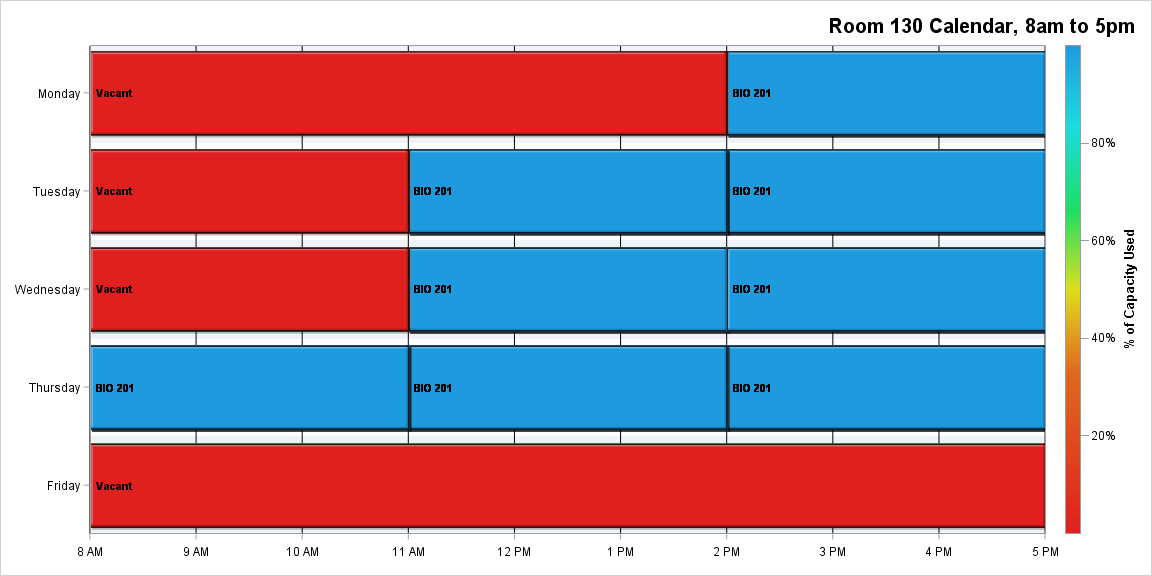 Room 130 Calendar, 8am to 5pm
Monday
Vacant
BIO 201
Tuesday
Vacant
BIO 201
BIO 201
Wednesday
Vacant
BIO 201
BIO 201
Thursday
BIO 201
BIO 201
BIO 201
Friday
Vacant
8 AM
9 AM
10 AM
11 AM
12 PM
1 PM
2 PM
3 PM
4 PM
5 PM
80%
60%
40%
20%
% of Capacity Used